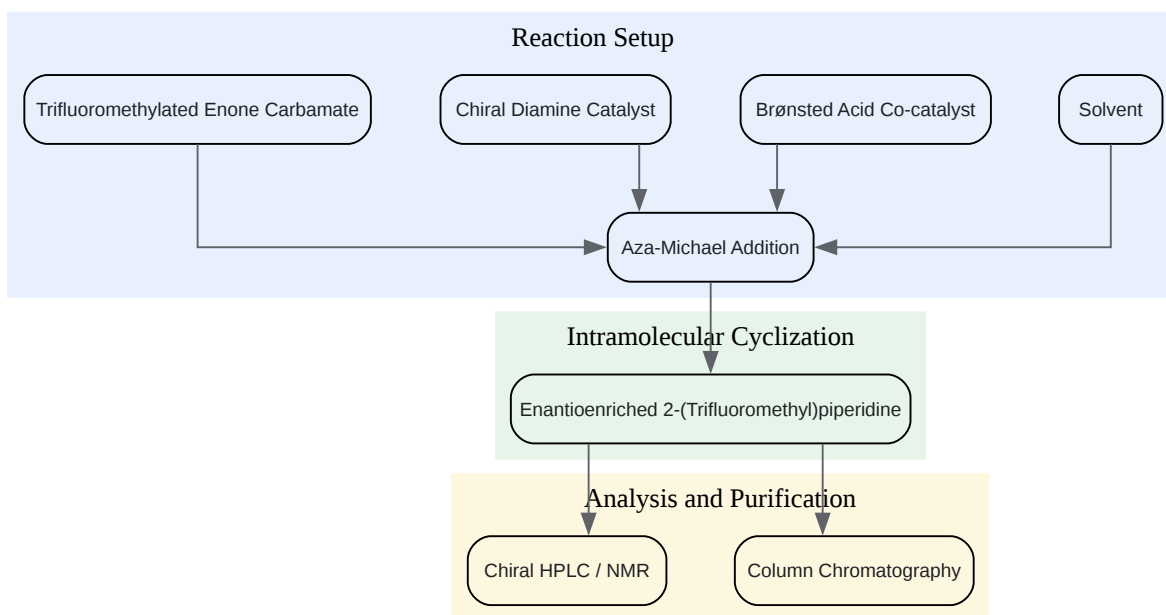 Reaction Setup
Trifluoromethylated Enone Carbamate
Chiral Diamine Catalyst
Brønsted Acid Co-catalyst
Solvent
Aza-Michael Addition
Intramolecular Cyclization
Enantioenriched 2-(Trifluoromethyl)piperidine
Analysis and Purification
Chiral HPLC / NMR
Column Chromatography